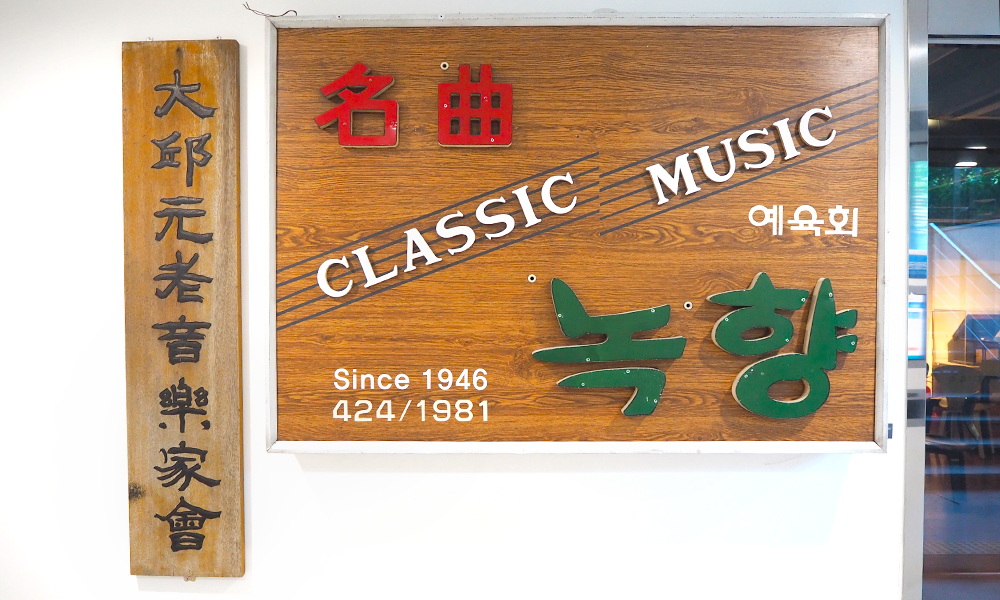 大邱元老音樂家會
名曲
CLASSIC MUSIC
예육회
녹향
Since 1946
424/1981